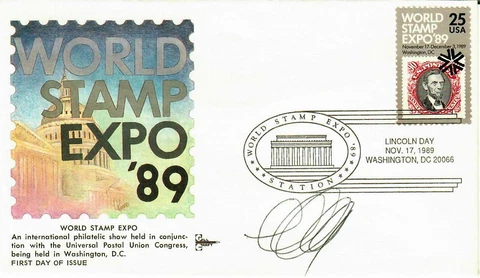 WORLD
STAMP
EXPO
'89
WORLD STAMP EXPO
An international philatelic show held in conjunc-
tion with the Universal Postal Union Congress,
being held in Washington, D.C.
FIRST DAY OF ISSUE
WORLD
STAMP
EXPO'89
25
USA
November 17-December 3, 1989
Washington, DC
WORLD STAMP EXPO '89
STATION
LINCOLN DAY
NOV. 17, 1989
WASHINGTON, DC 20066